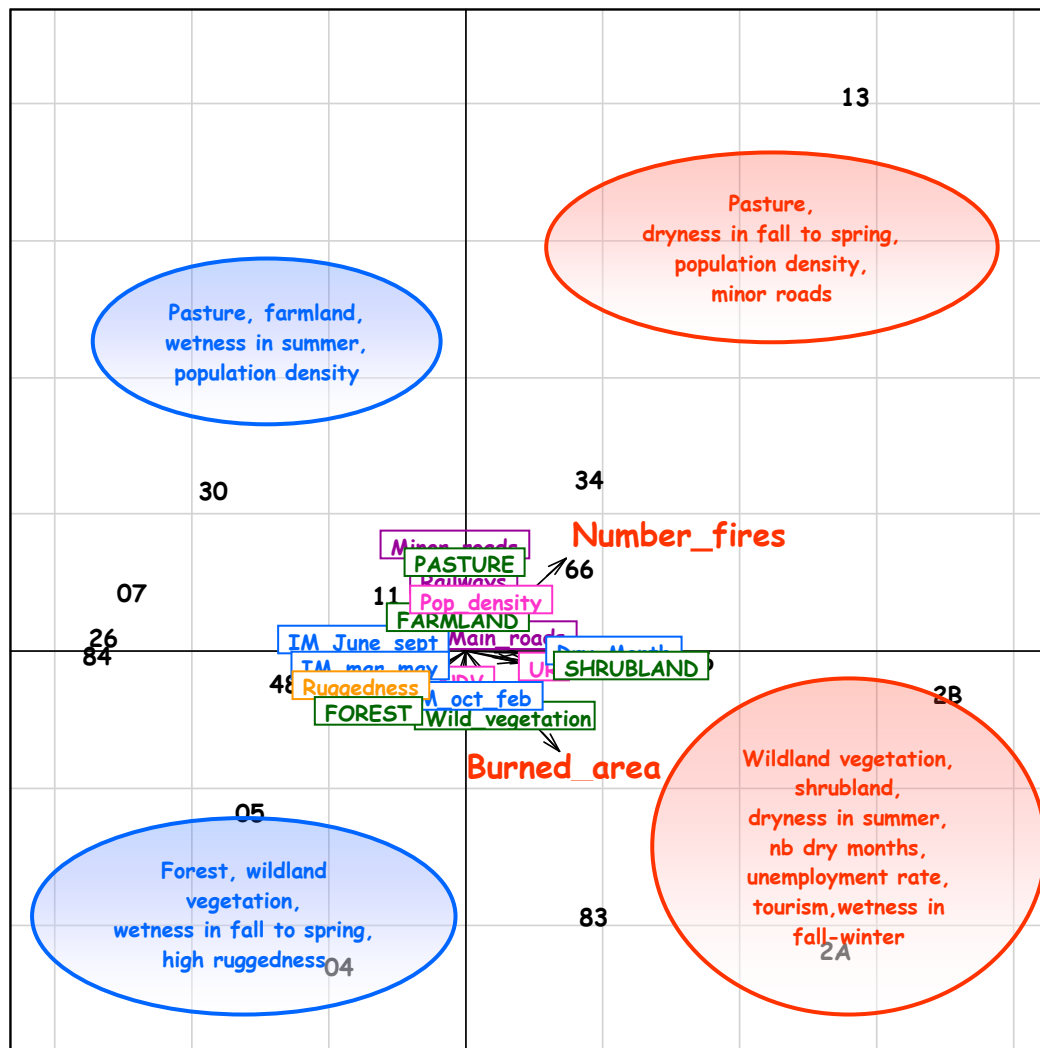 13
Pasture,
dryness in fall to spring,
population density,
minor roads
Pasture, farmland,
wetness in summer,
population density
34
30
Number_fires
Minor_roads
PASTURE
66
Railways
07
11
Pop_density
FARMLAND
26
Main_roads
IM_June_sept
Dry_Month
84
IM_mar_may
SHRUBLAND
48
Ruggedness
2B
FOREST
Wild_vegetation
Burned_area
Wildland vegetation,
shrubland,
dryness in summer,
nb dry months,
unemployment rate,
tourism,wetness in
fall-winter
05
Forest, wildland
vegetation,
wetness in fall to spring,
high ruggedness
83
2A
04